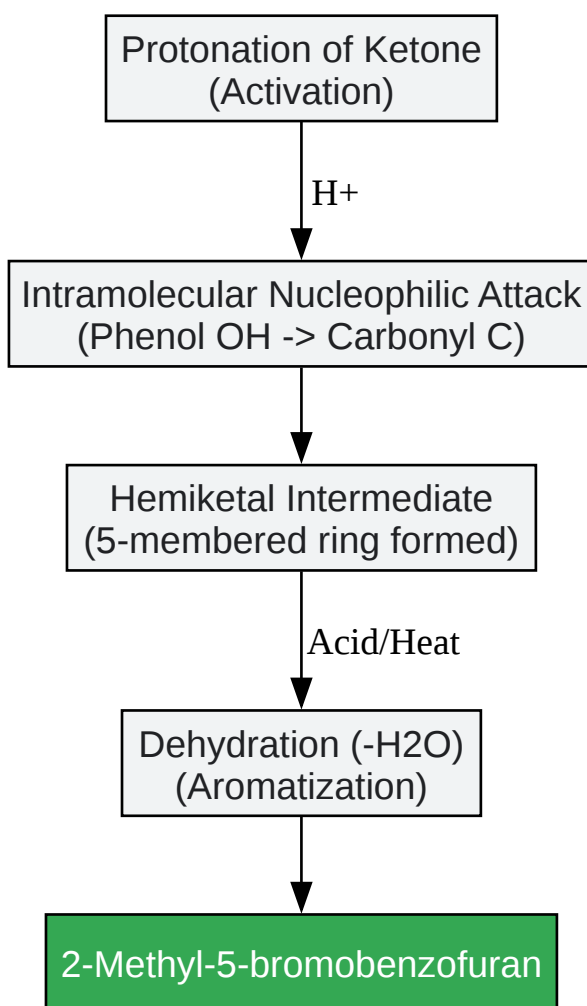 Protonation of Ketone
(Activation)
H+
Intramolecular Nucleophilic Attack
(Phenol OH -> Carbonyl C)
Hemiketal Intermediate
(5-membered ring formed)
Acid/Heat
Dehydration (-H2O)
(Aromatization)
2-Methyl-5-bromobenzofuran